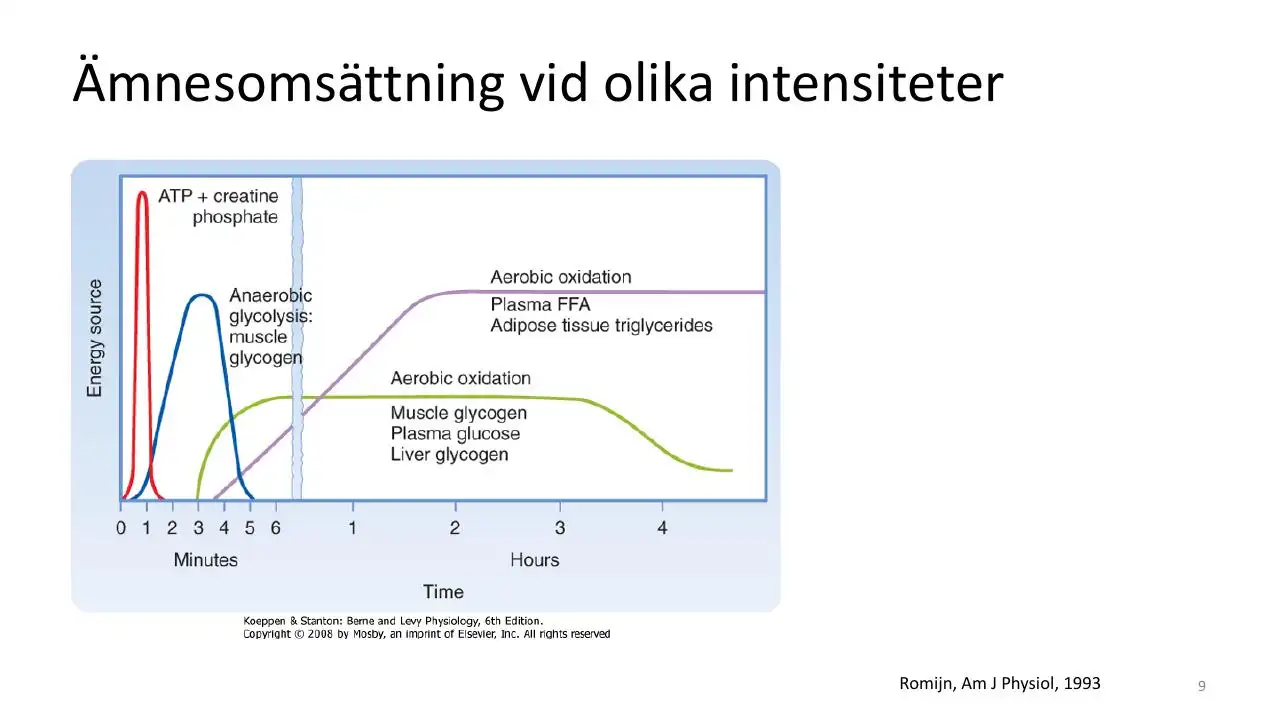 Ämnesomsättning vid olika intensiteter
ATP + creatine
phosphate
Anaerobic
glycolysis:
muscle
glycogen
Aerobic oxidation
Plasma FFA
Adipose tissue triglycerides
Aerobic oxidation
Muscle glycogen
Plasma glucose
Liver glycogen
Energy source
0 1 2 3 4 5 6 1 2 3 4
Minutes Hours
Time
Koeppen & Stanton: Berne and Levy Physiology, 6th Edition.
Copyright © 2008 by Mosby, an imprint of Elsevier, Inc. All rights reserved
Romijn, Am J Physiol, 1993
9